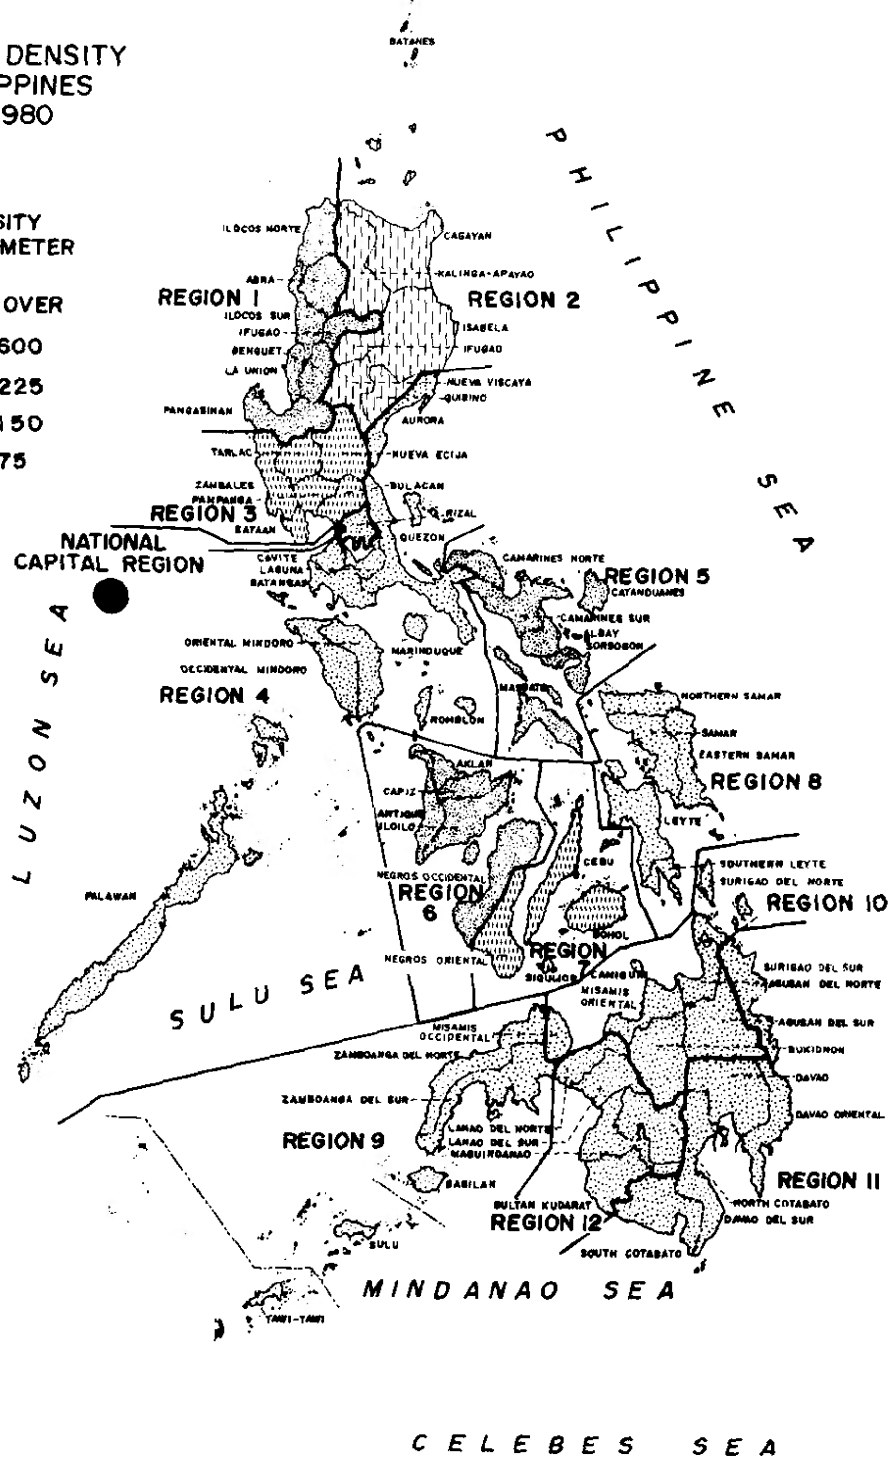 BATANES
DENSITY
PPINES
980
SITY
METER
OVER
600
225
150
75
PHILIPPINE SEA
ILOCOS NORTE
CAGAYAN
ABRA
KALINGA-APAYAO
REGION 1
REGION 2
ILOCOS SUR
ISABELA
IFUGAO
IFUGAO
BENGUET
LA UNION
NUEVA VISCAYA
QUIRINO
PANGASINAN
AURORA
TARLAC
NUEVA ECIJA
ZAMBALES
BULACAN
PAMPANGA
REGION 3
RIZAL
BATAAN
NATIONAL
CAPITAL REGION
QUEZON
CAVITE
LAGUNA
BATANGAS
CAMARINES NORTE
REGION 5
CATANDUANES
CAMARINES SUR
ALBAY
SORSOGON
LUZON SEA
ORIENTAL MINDORO
MARINDUQUE
OCCIDENTAL MINDORO
MASBATE
REGION 4
ROMBLON
NORTHERN SAMAR
SAMAR
EASTERN SAMAR
AKLAN
REGION 8
CAPIZ
ANTIQUE
ILOILO
LEYTE
CEBU
SOUTHERN LEYTE
NEGROS OCCIDENTAL
SURIGAO DEL NORTE
PALAWAN
REGION
6
REGION 10
BOHOL
NEGROS ORIENTAL
REGION
7
SIQUIJOR
CAMIGUIN
SURIGAO DEL SUR
AGUSAN DEL NORTE
SULU SEA
MISAMIS
ORIENTAL
AGUSAN DEL SUR
MISAMIS
OCCIDENTAL
BUKIDNON
ZAMBOANGA DEL NORTE
DAVAO
ZAMBOANGA DEL SUR
DAVAO ORIENTAL
LANAO DEL NORTE
REGION 9
LANAO DEL SUR
MAGUINDANAO
BASILAN
REGION 11
SULTAN KUDARAT
NORTH COTABATO
REGION 12
DAVAO DEL SUR
SULU
SOUTH COTABATO
MINDANAO SEA
TAWI-TAWI
CELEBES SEA